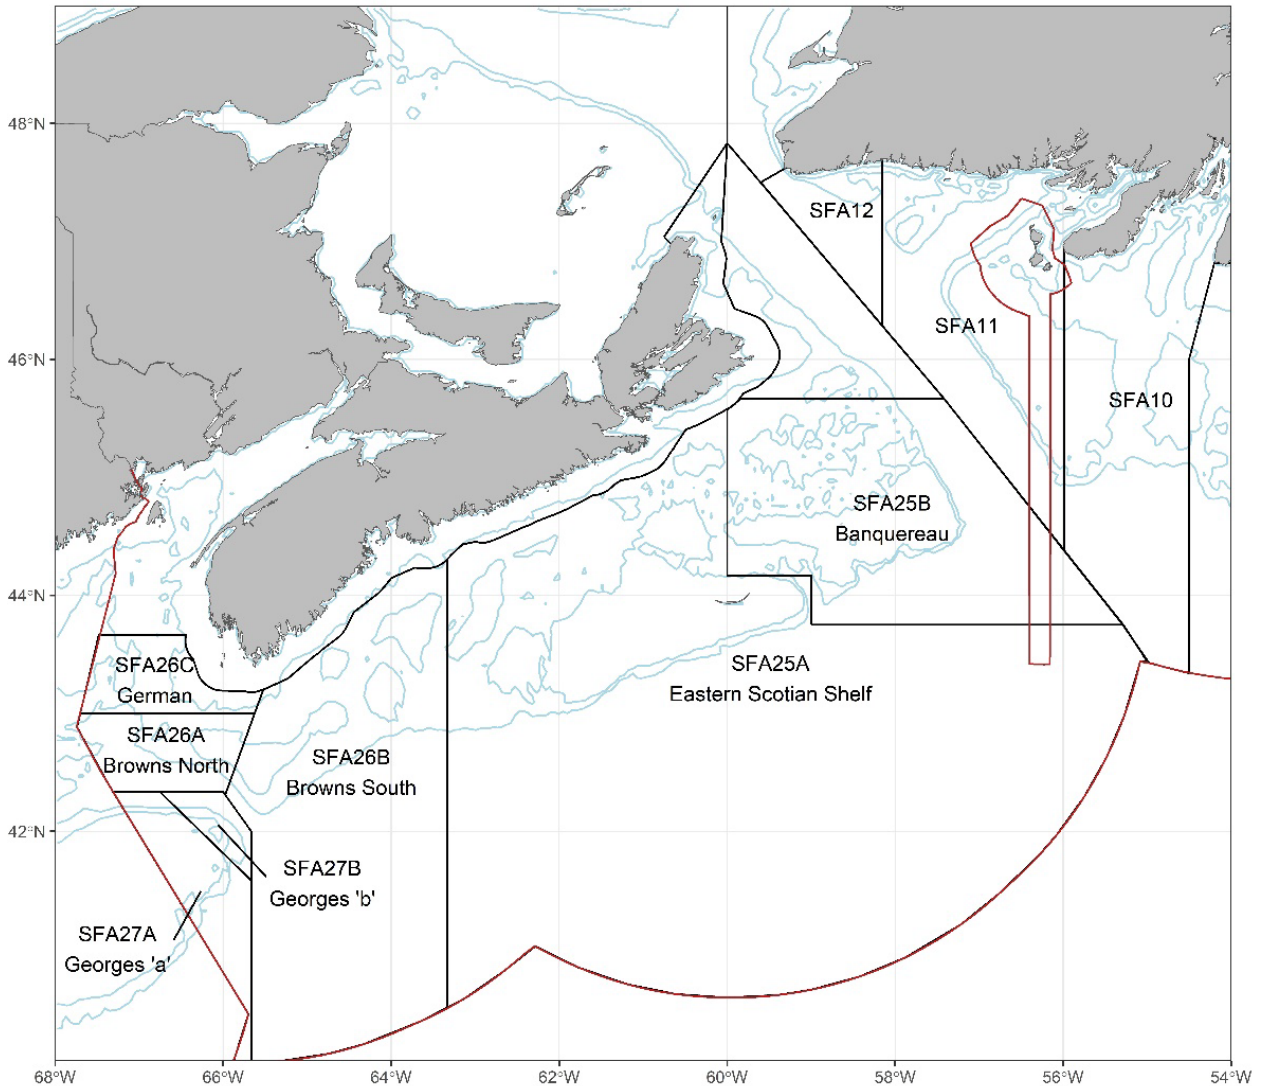 48°N
46°N
44°N
42°N
SFA12
SFA11
SFA10
SFA25B
Banquereau
SFA25A
Eastern Scotian Shelf
SFA26C
German
SFA26A
Browns North
SFA26B
Browns South
SFA27B
Georges 'b'
SFA27A
Georges 'a'
68°W
66°W
64°W
62°W
60°W
58°W
56°W
54°W